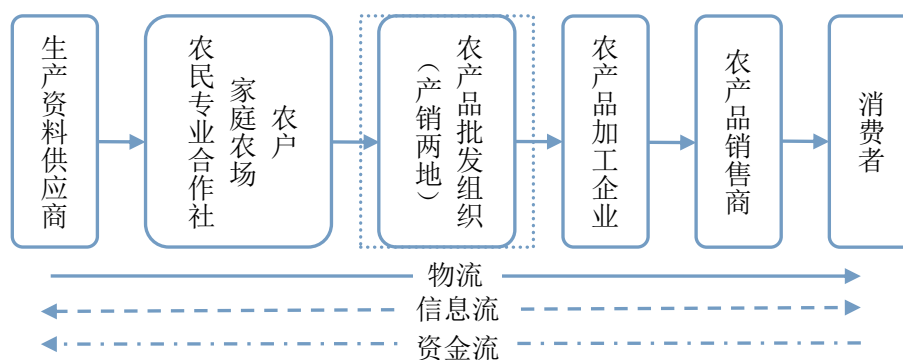 生产资料供应商
农民专业合作社
家庭农场
农户
农产品批发组织
（产销两地）
农产品加工企业
农产品销售商
消费者
物流
信息流
资金流